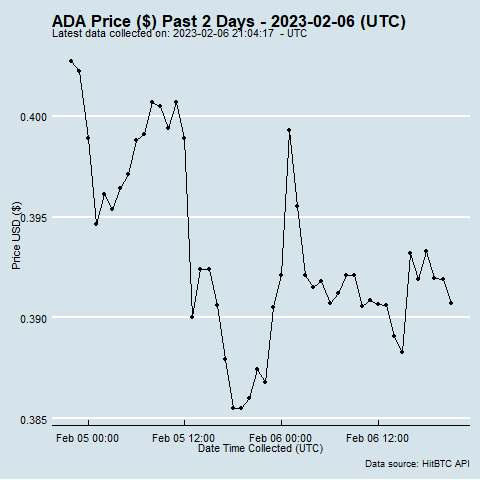 ADA Price ($) Past 2 Days - 2023-02-06 (UTC)
Latest data collected on: 2023-02-06 21:04:17 - UTC
Price USD ($)
0.400
0.395
0.390
0.385
Feb 05 00:00 Feb 05 12:00 Feb 06 00:00 Feb 06 12:00
Date Time Collected (UTC)
Data source: HitBTC API